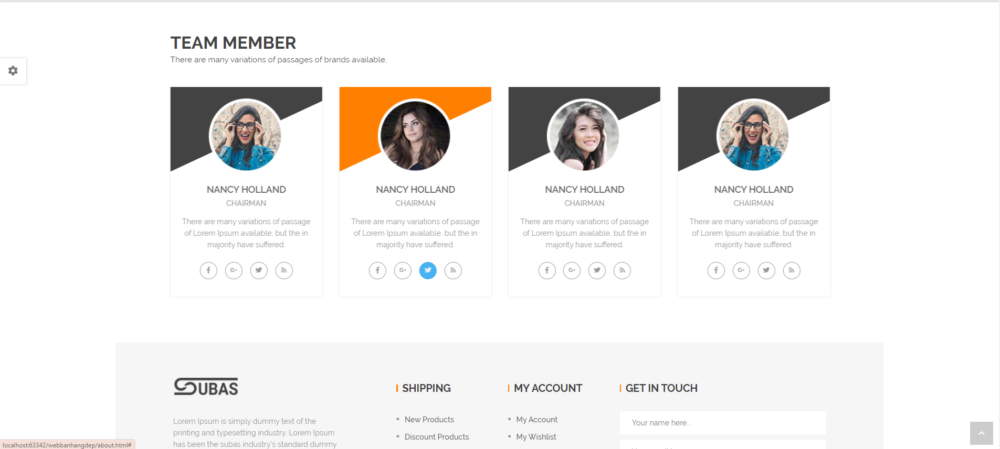 TEAM MEMBER
There are many variations of passages of brands available,
NANCY HOLLAND
CHAIRMAN
There are many variations of passage
of Lorem Ipsum available, but the in
majority have suffered.
NANCY HOLLAND
CHAIRMAN
There are many variations of passage
of Lorem Ipsum available, but the in
majority have suffered.
NANCY HOLLAND
CHAIRMAN
There are many variations of passage
of Lorem Ipsum available, but the in
majority have suffered.
NANCY HOLLAND
CHAIRMAN
There are many variations of passage
of Lorem Ipsum available, but the in
majority have suffered.
SUBAS
Lorem Ipsum is simply dummy text of the
printing and typesetting industry. Lorem Ipsum
has been the subas industry's standard dummy
SHIPPING
New Products
Discount Products
MY ACCOUNT
My Account
My Wishlist
GET IN TOUCH
Your name here...
localhost:63342/webbanhangdep/about.html#